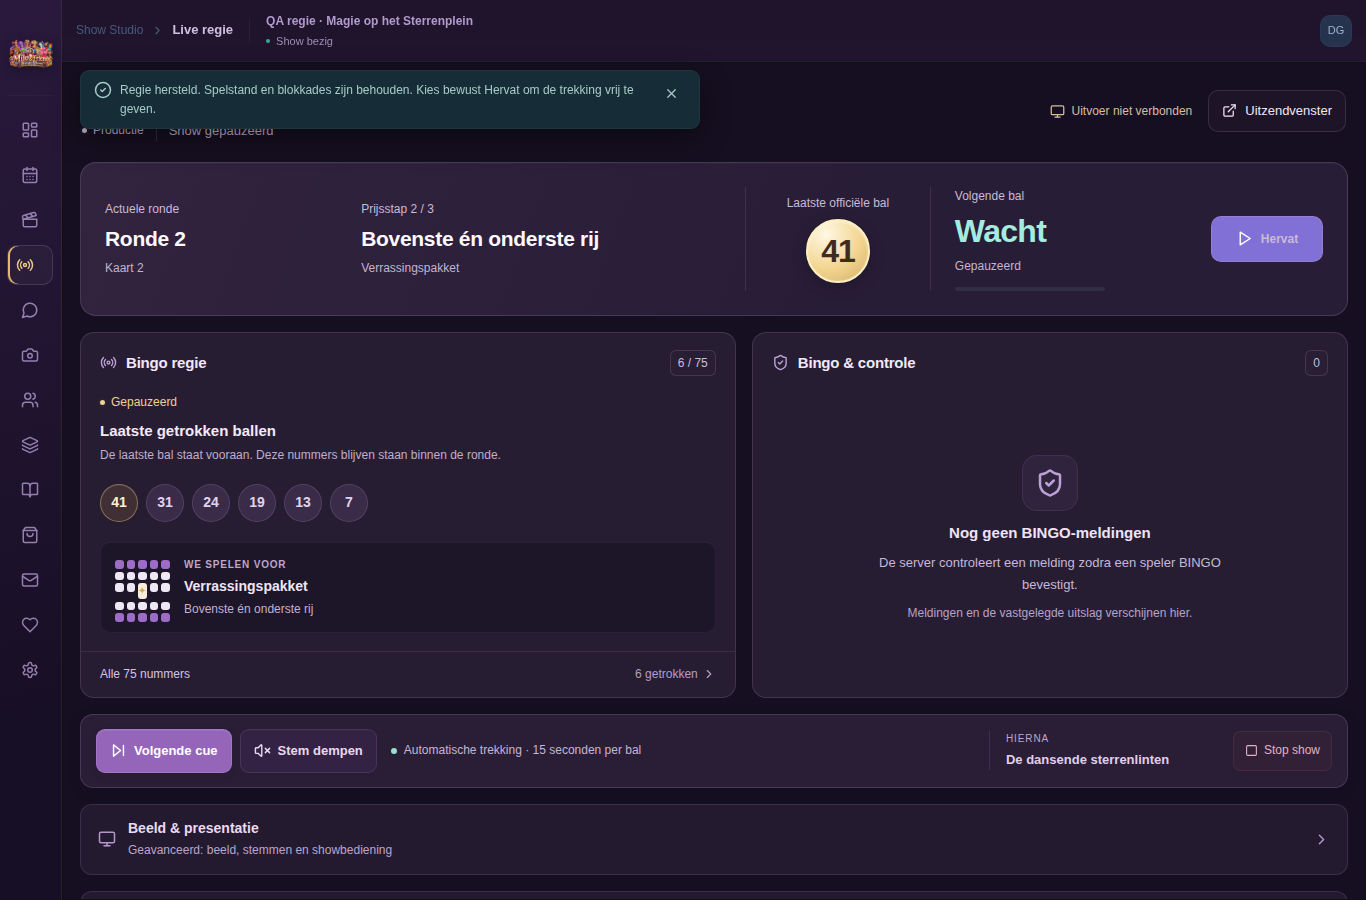 Show Studio
Live regie
QA regie · Magie op het Sterrenplein
Show bezig
DG
Regie hersteld. Spelstand en blokkades zijn behouden. Kies bewust Hervat om de trekking vrij te
geven.
Productie
Show gepauzeerd
Uitvoer niet verbonden
Uitzendvenster
Actuele ronde
Ronde 2
Kaart 2
Prijsstap 2 / 3
Bovenste én onderste rij
Verrassingspakket
Laatste officiële bal
41
Volgende bal
Wacht
Gepauzeerd
Hervat
Bingo regie
6 / 75
Gepauzeerd
Laatste getrokken ballen
De laatste bal staat vooraan. Deze nummers blijven staan binnen de ronde.
41 31 24 19 13 7
WE SPELEN VOOR
Verrassingspakket
Bovenste én onderste rij
Alle 75 nummers
6 getrokken
Bingo & controle
0
Nog geen BINGO-meldingen
De server controleert een melding zodra een speler BINGO
bevestigt.
Meldingen en de vastgelegde uitslag verschijnen hier.
Volgende cue
Stem dempen
Automatische trekking · 15 seconden per bal
HIERNA
De dansende sterrenlinten
Stop show
Beeld & presentatie
Geavanceerd: beeld, stemmen en showbediening